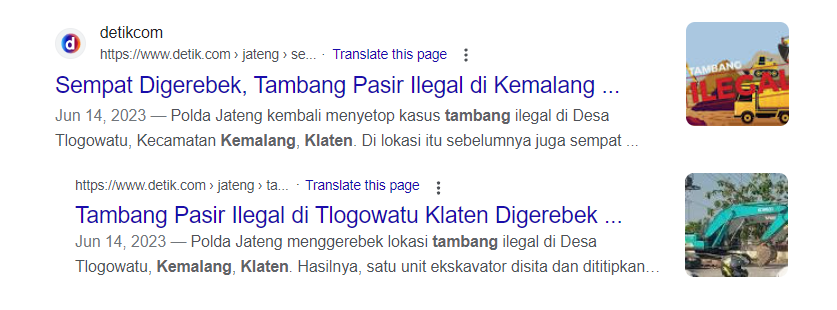 detikcom
https://www.detik.com › jateng › se... · Translate this page
Sempat Digerebek, Tambang Pasir Ilegal di Kemalang ...
TAMBANG
ILEGAL
Jun 14, 2023 — Polda Jateng kembali menyetop kasus tambang ilegal di Desa
Tlogowatu, Kecamatan Kemalang, Klaten. Di lokasi itu sebelumnya juga sempat ...
https://www.detik.com › jateng › ta... · Translate this page
Tambang Pasir Ilegal di Tlogowatu Klaten Digerebek ...
Jun 14, 2023 — Polda Jateng menggerebek lokasi tambang ilegal di Desa
Tlogowatu, Kemalang, Klaten. Hasilnya, satu unit ekskavator disita dan dititipkan...